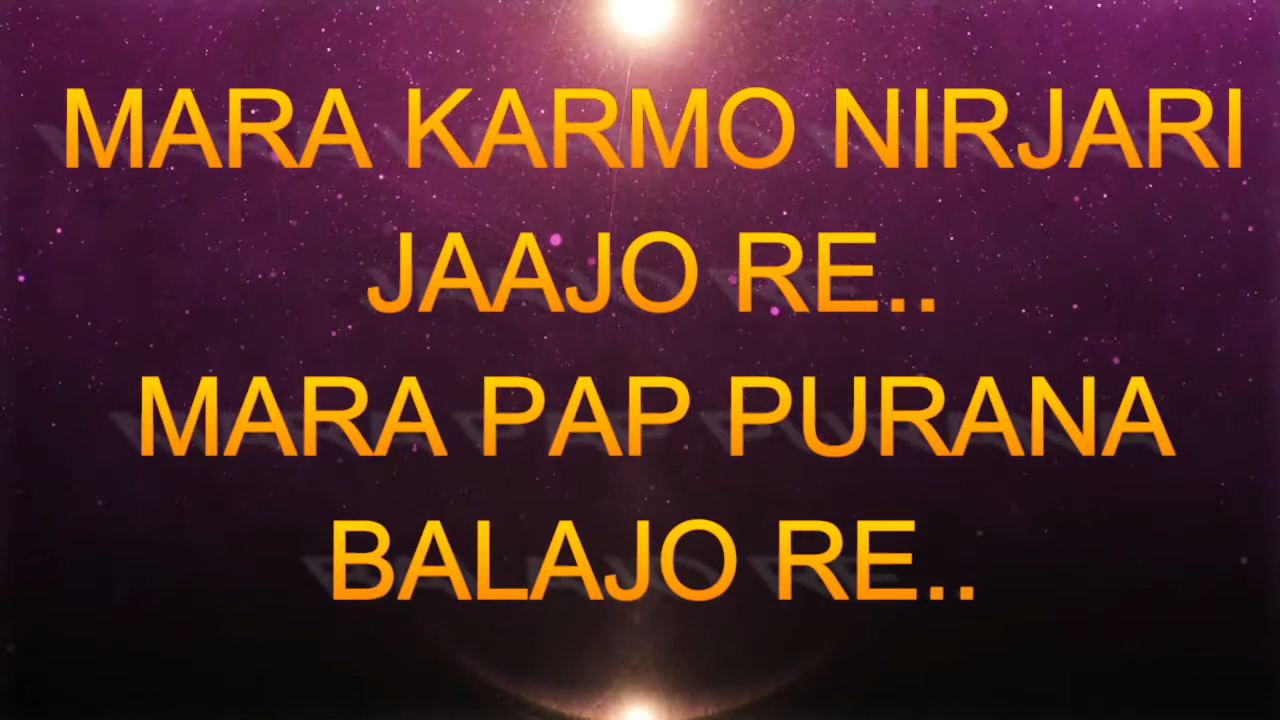 MARA KARMO NIRJARI
JAAJO RE..
MARA PAP PURANA
BALAJO RE..